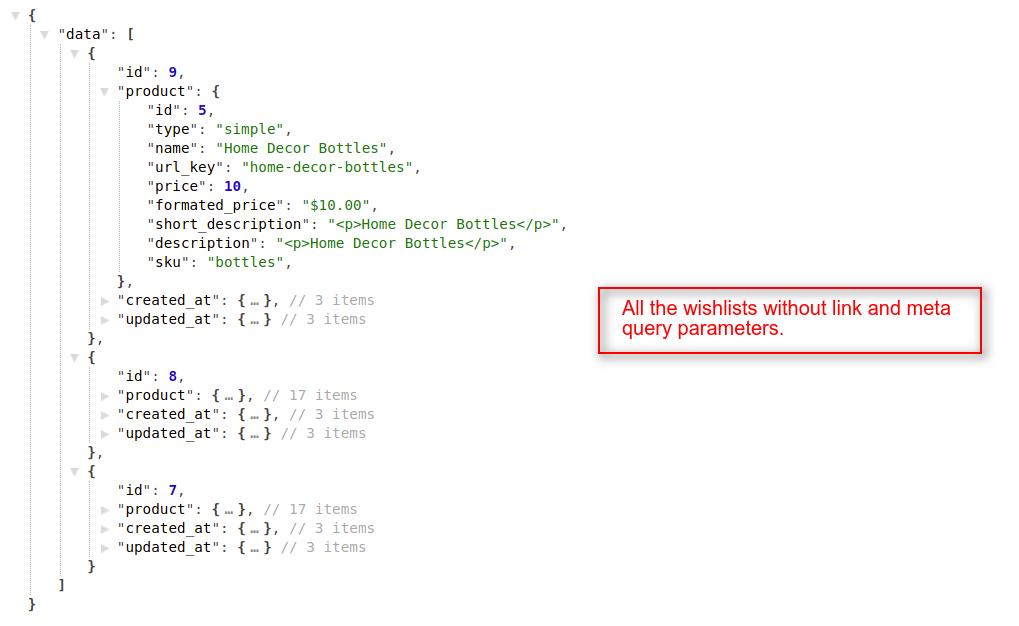 {
"data": [
{
"id": 9,
"product": {
"id": 5,
"type": "simple",
"name": "Home Decor Bottles",
"url_key": "home-decor-bottles",
"price": 10,
"formated_price": "$10.00",
"short_description": "<p>Home Decor Bottles</p>",
"description": "<p>Home Decor Bottles</p>",
"sku": "bottles",
},
"created_at": { … }, // 3 items
"updated_at": { … } // 3 items
},
{
"id": 8,
"product": { … }, // 17 items
"created_at": { … }, // 3 items
"updated_at": { … } // 3 items
},
{
"id": 7,
"product": { … }, // 17 items
"created_at": { … }, // 3 items
"updated_at": { … } // 3 items
}
]
}
All the wishlists without link and meta
query parameters.